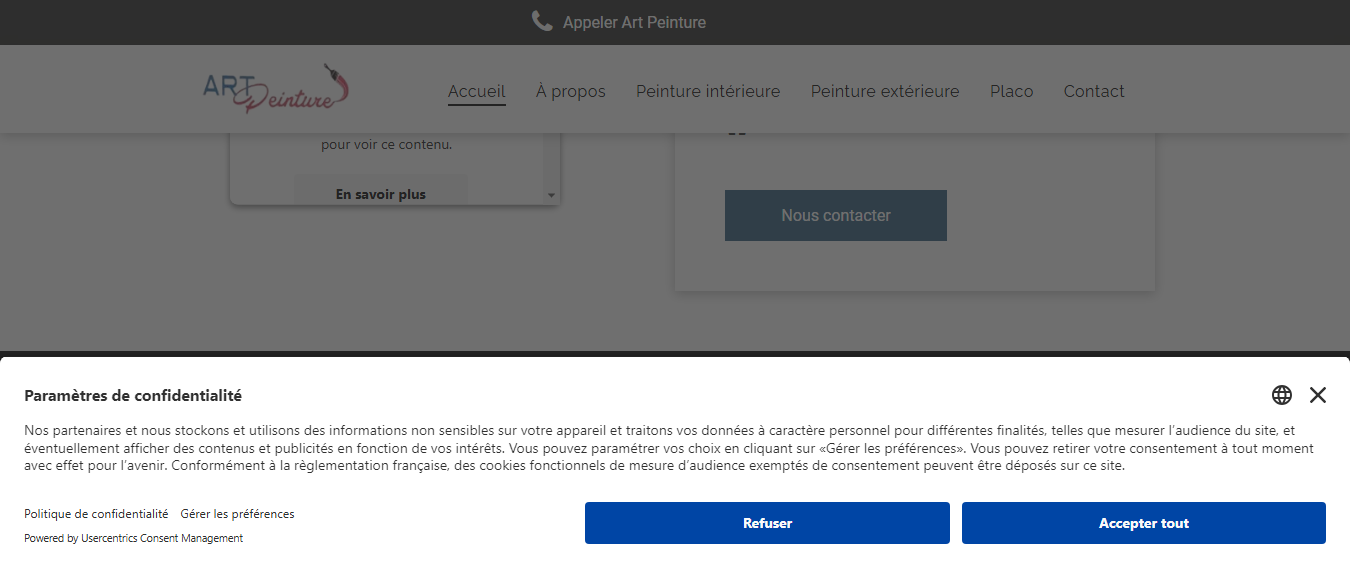 Appeler Art Peinture
ART Peinture
Accueil À propos Peinture intérieure Peinture extérieure Placo Contact
pour voir ce contenu.
En savoir plus
Nous contacter
Paramètres de confidentialité
Nos partenaires et nous stockons et utilisons des informations non sensibles sur votre appareil et traitons vos données à caractère personnel pour différentes finalités, telles que mesurer l’audience du site, et
éventuellement afficher des contenus et publicités en fonction de vos intérêts. Vous pouvez paramétrer vos choix en cliquant sur «Gérer les préférences». Vous pouvez retirer votre consentement à tout moment
avec effet pour l’avenir. Conformément à la règlementation française, des cookies fonctionnels de mesure d’audience exemptés de consentement peuvent être déposés sur ce site.
Politique de confidentialité Gérer les préférences
Powered by Usercentrics Consent Management
Refuser Accepter tout